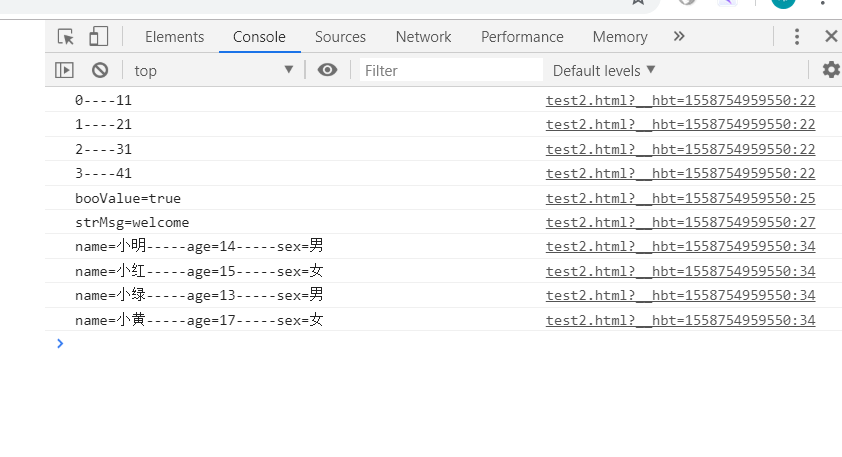 Elements Console Sources Network Performance Memory
top Filter Default levels
0----11 test2.html?__hbt=1558754959550:22
1----21 test2.html?__hbt=1558754959550:22
2----31 test2.html?__hbt=1558754959550:22
3----41 test2.html?__hbt=1558754959550:22
booValue=true test2.html?__hbt=1558754959550:25
strMsg=welcome test2.html?__hbt=1558754959550:27
name=小明-----age=14-----sex=男 test2.html?__hbt=1558754959550:34
name=小红-----age=15-----sex=女 test2.html?__hbt=1558754959550:34
name=小绿-----age=13-----sex=男 test2.html?__hbt=1558754959550:34
name=小黄-----age=17-----sex=女 test2.html?__hbt=1558754959550:34